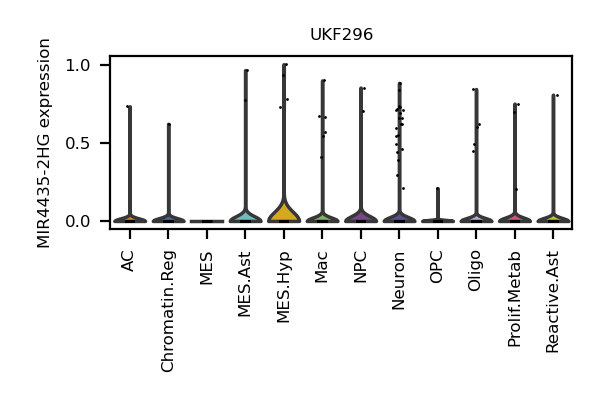 UKF296
MIR4435-2HG expression
1.0
0.5
0.0
AC
Chromatin.Reg
MES
MES.Ast
MES.Hyp
Mac
NPC
Neuron
OPC
Oligo
Prolif.Metab
Reactive.Ast